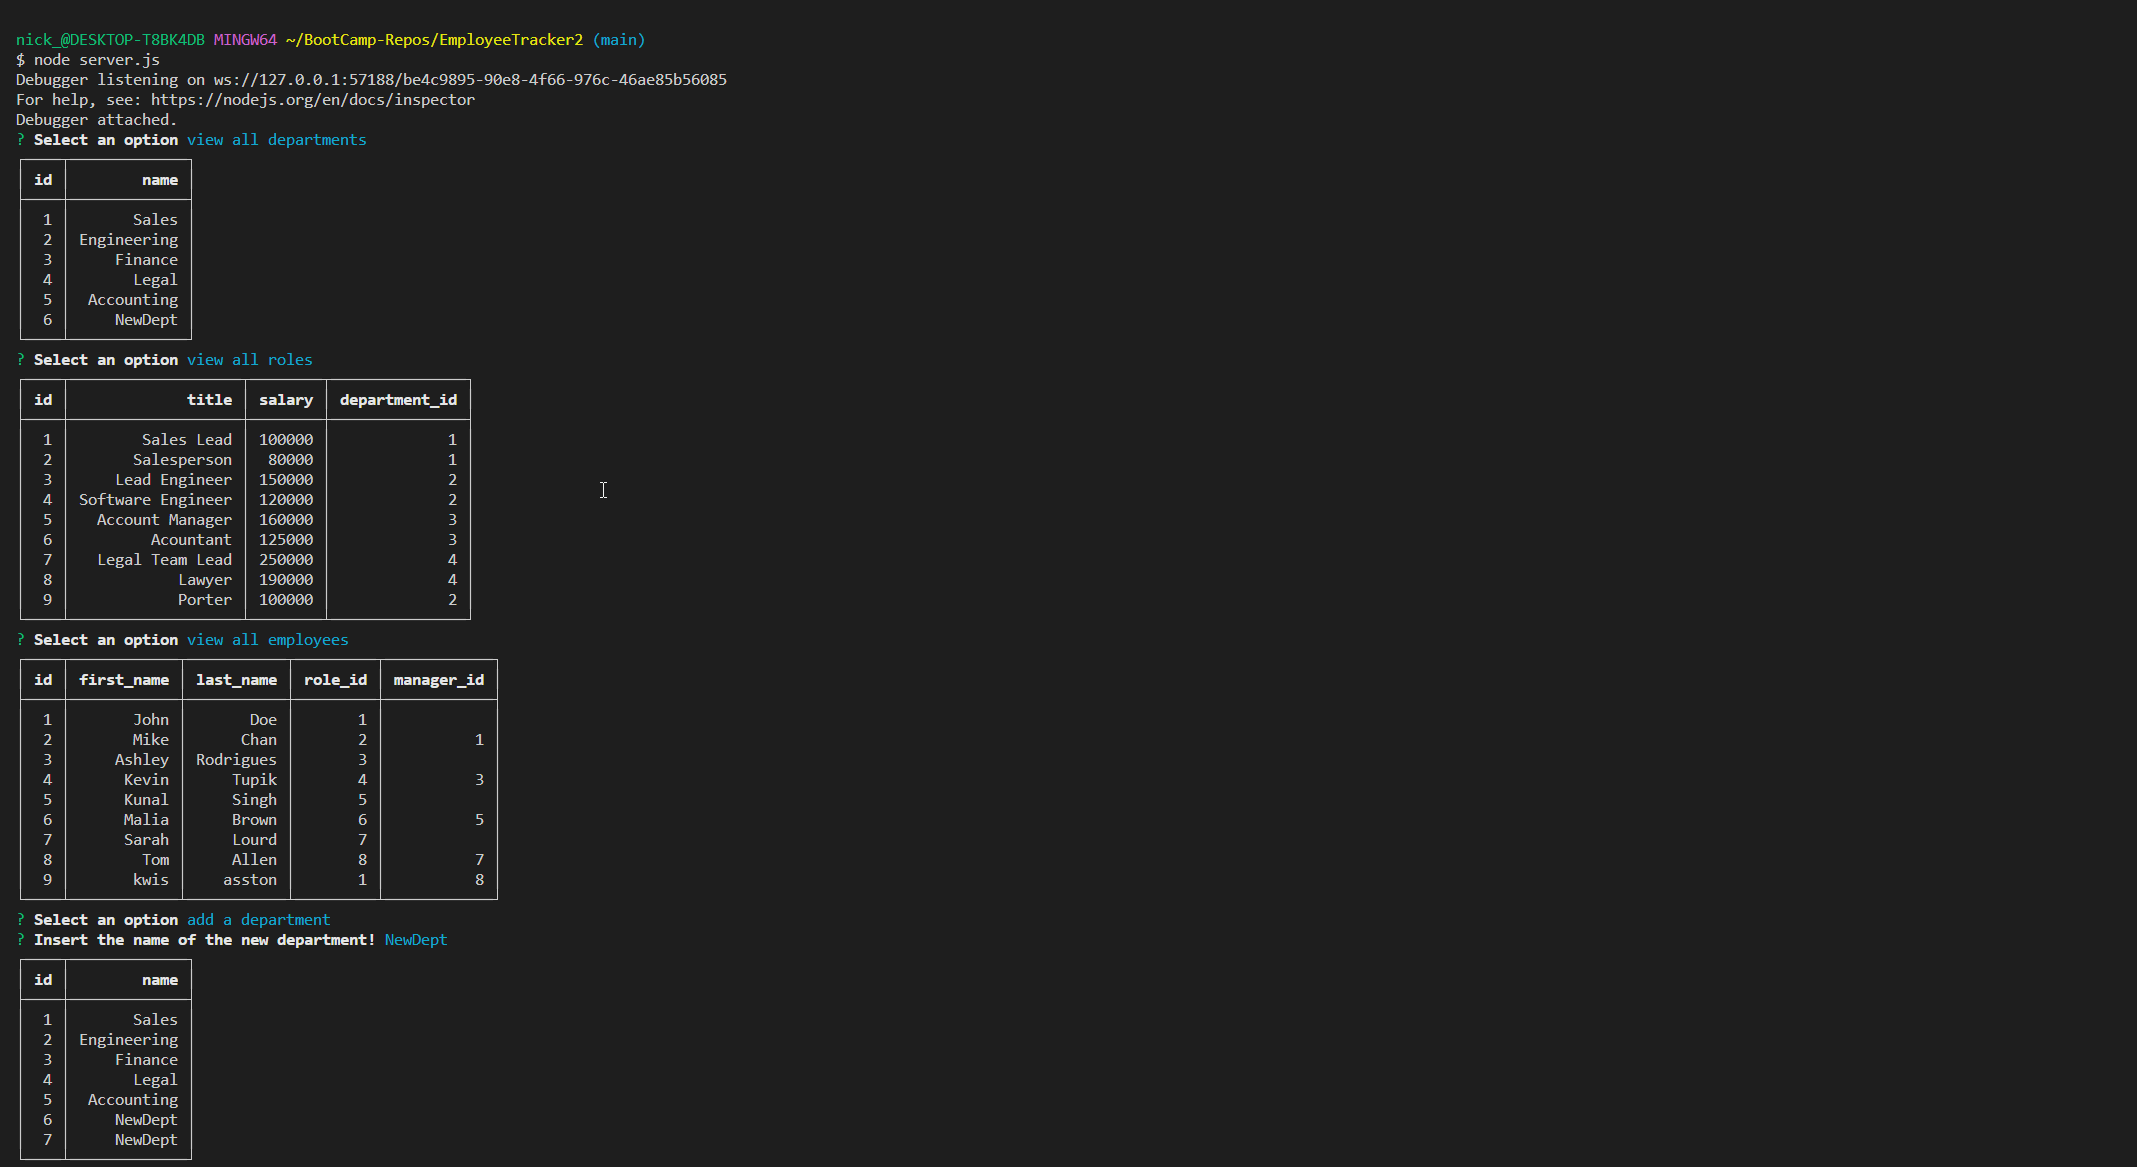 nick_@DESKTOP-T8BK4DB MINGW64 ~/BootCamp-Repos/EmployeeTracker2 (main)
$ node server.js
Debugger listening on ws://127.0.0.1:57188/be4c9895-90e8-4f66-976c-46ae85b56085
For help, see: https://nodejs.org/en/docs/inspector
Debugger attached.
? Select an option view all departments
id name
1 Sales
2 Engineering
3 Finance
4 Legal
5 Accounting
6 NewDept
? Select an option view all roles
id title salary department_id
1 Sales Lead 100000 1
2 Salesperson 80000 1
3 Lead Engineer 150000 2
4 Software Engineer 120000 2
5 Account Manager 160000 3
6 Acountant 125000 3
7 Legal Team Lead 250000 4
8 Lawyer 190000 4
9 Porter 100000 2
? Select an option view all employees
id first_name last_name role_id manager_id
1 John Doe 1
2 Mike Chan 2 1
3 Ashley Rodrigues 3
4 Kevin Tupik 4 3
5 Kunal Singh 5
6 Malia Brown 6 5
7 Sarah Lourd 7
8 Tom Allen 8 7
9 kwis asston 1 8
? Select an option add a department
? Insert the name of the new department! NewDept
id name
1 Sales
2 Engineering
3 Finance
4 Legal
5 Accounting
6 NewDept
7 NewDept